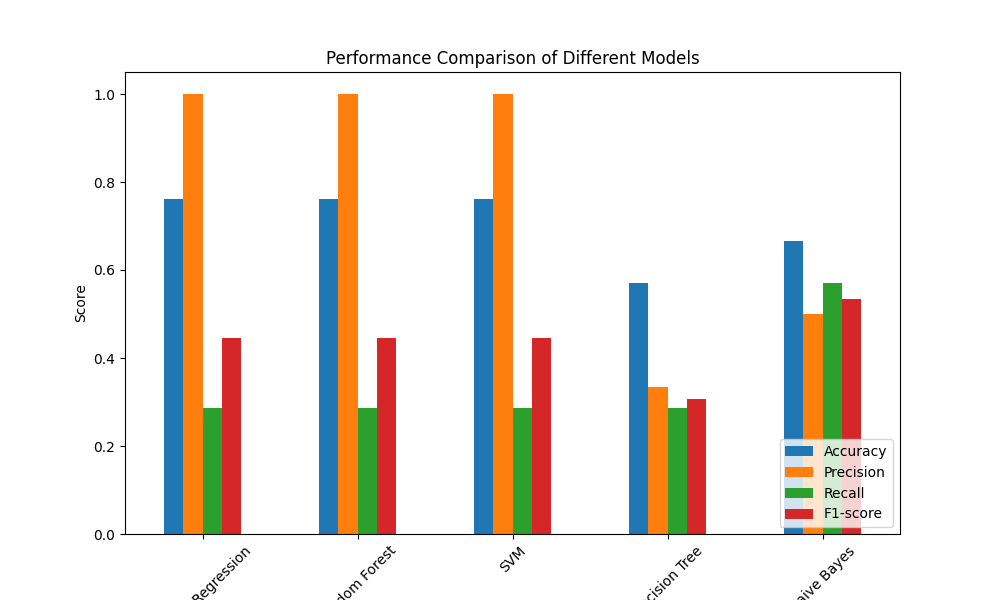 Performance Comparison of Different Models
Score
1.0
0.8
0.6
0.4
0.2
0.0
Accuracy
Precision
Recall
F1-score
Regression
dom Forest
SVM
cision Tree
aive Bayes